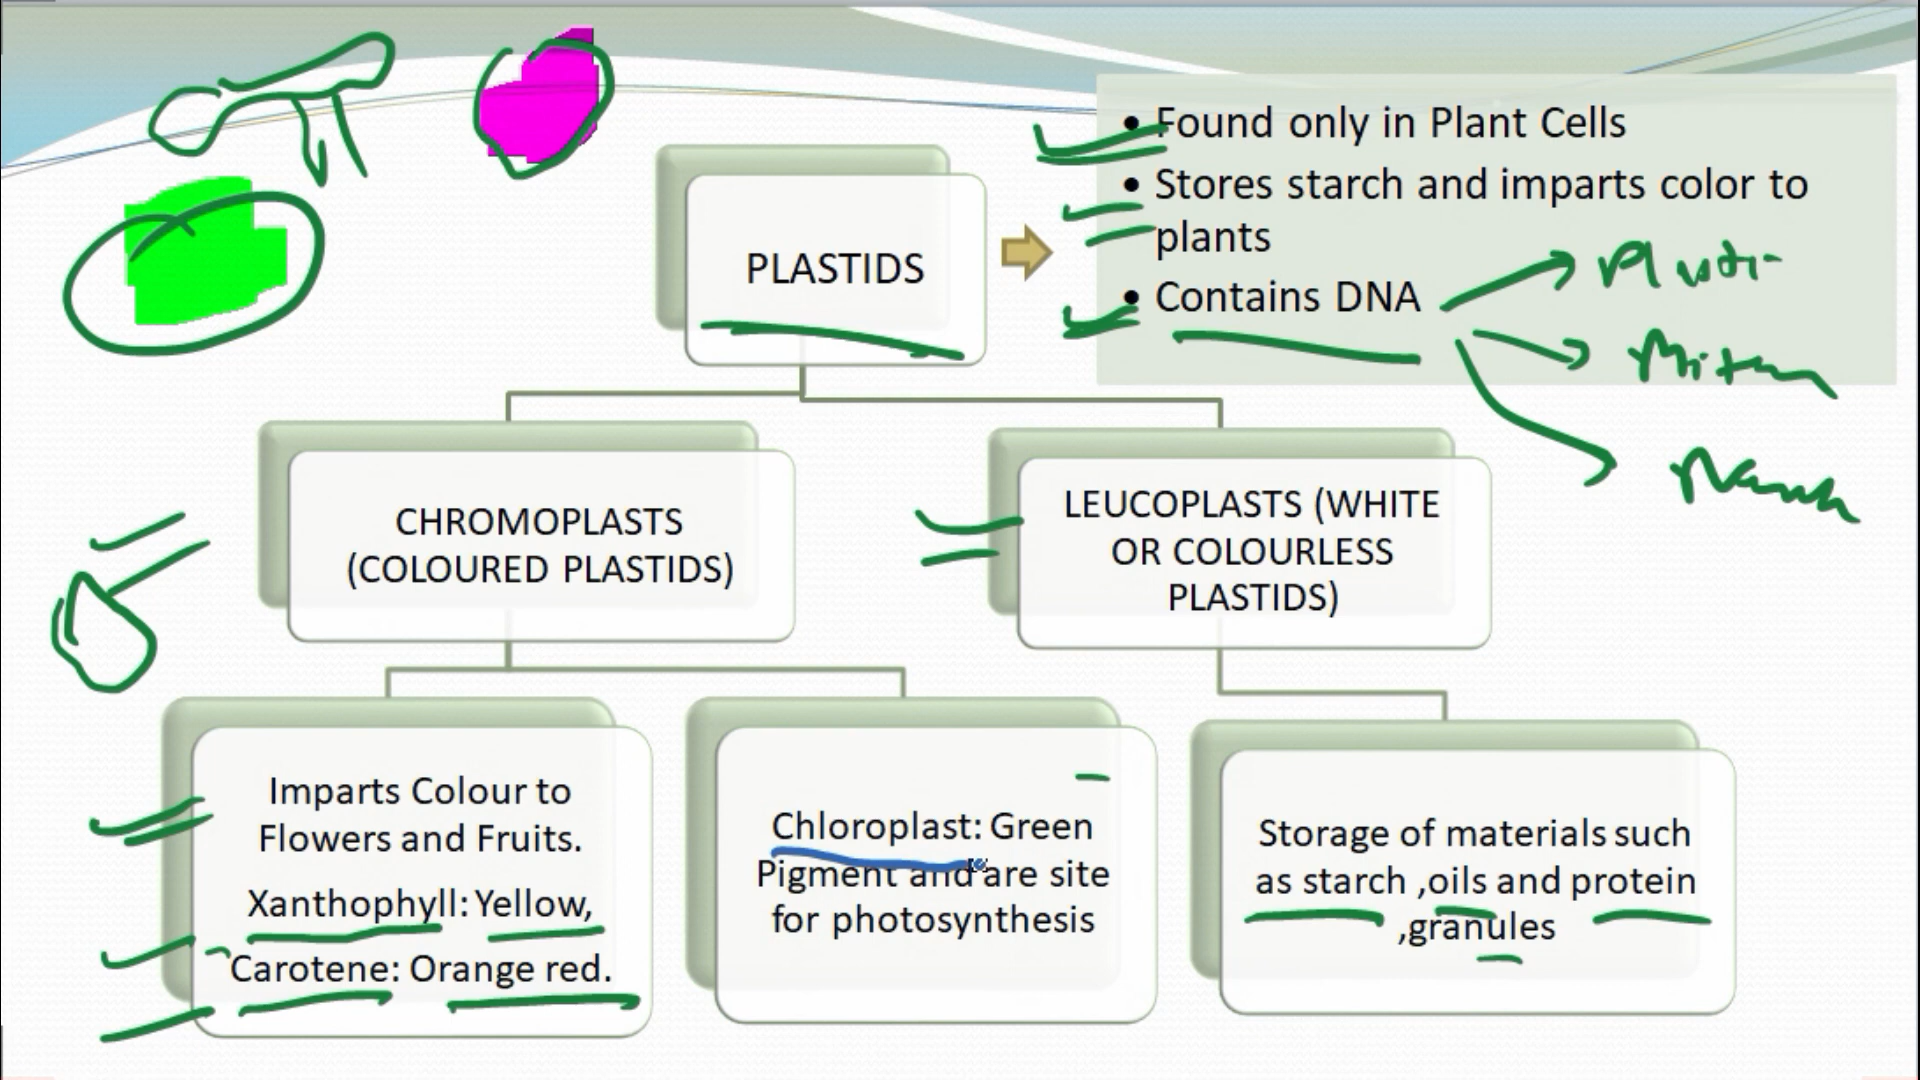 • Found only in Plant Cells
• Stores starch and imparts color to
plants
• Contains DNA
PLASTIDS
CHROMOPLASTS
(COLOURED PLASTIDS)
LEUCOPLASTS (WHITE
OR COLOURLESS
PLASTIDS)
Imparts Colour to
Flowers and Fruits.
Xanthophyll: Yellow,
Carotene: Orange red.
Chloroplast: Green
Pigment and are site
for photosynthesis
Storage of materials such
as starch ,oils and protein
,granules